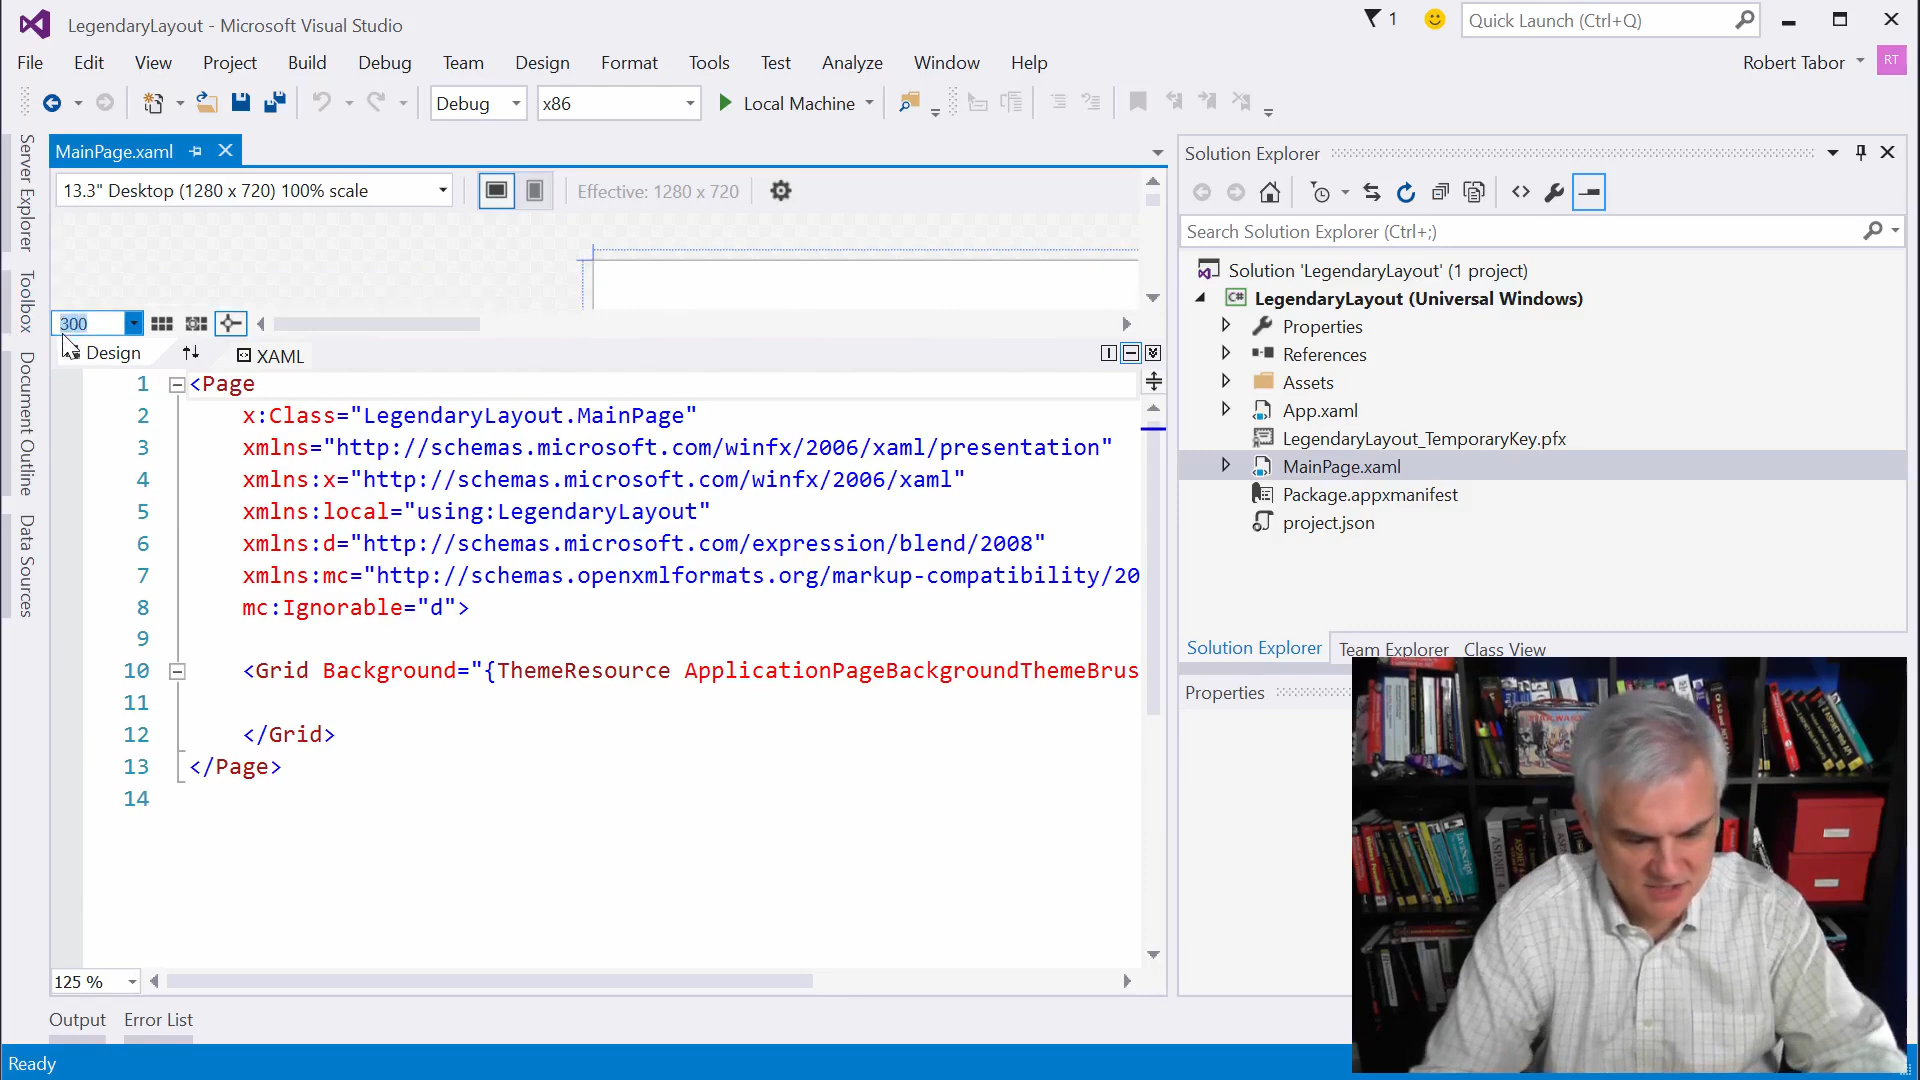 LegendaryLayout - Microsoft Visual Studio
1
Quick Launch (Ctrl+Q)
File Edit View Project Build Debug Team Design Format Tools Test Analyze Window Help
Robert Tabor RT
Debug x86 Local Machine
Server Explorer
Toolbox
Document Outline
Data Sources
MainPage.xaml
13.3" Desktop (1280 x 720) 100% scale
Effective: 1280 x 720
300
Design XAML
1 <Page
2 x:Class="LegendaryLayout.MainPage"
3 xmlns="http://schemas.microsoft.com/winfx/2006/xaml/presentation"
4 xmlns:x="http://schemas.microsoft.com/winfx/2006/xaml"
5 xmlns:local="using:LegendaryLayout"
6 xmlns:d="http://schemas.microsoft.com/expression/blend/2008"
7 xmlns:mc="http://schemas.openxmlformats.org/markup-compatibility/20
8 mc:Ignorable="d">
9
10 <Grid Background="{ThemeResource ApplicationPageBackgroundThemeBrus
11
12 </Grid>
13 </Page>
14
125 %
Output Error List
Ready
Solution Explorer
Search Solution Explorer (Ctrl+;)
Solution 'LegendaryLayout' (1 project)
C# LegendaryLayout (Universal Windows)
Properties
References
Assets
App.xaml
LegendaryLayout_TemporaryKey.pfx
MainPage.xaml
Package.appxmanifest
project.json
Solution Explorer Team Explorer Class View
Properties